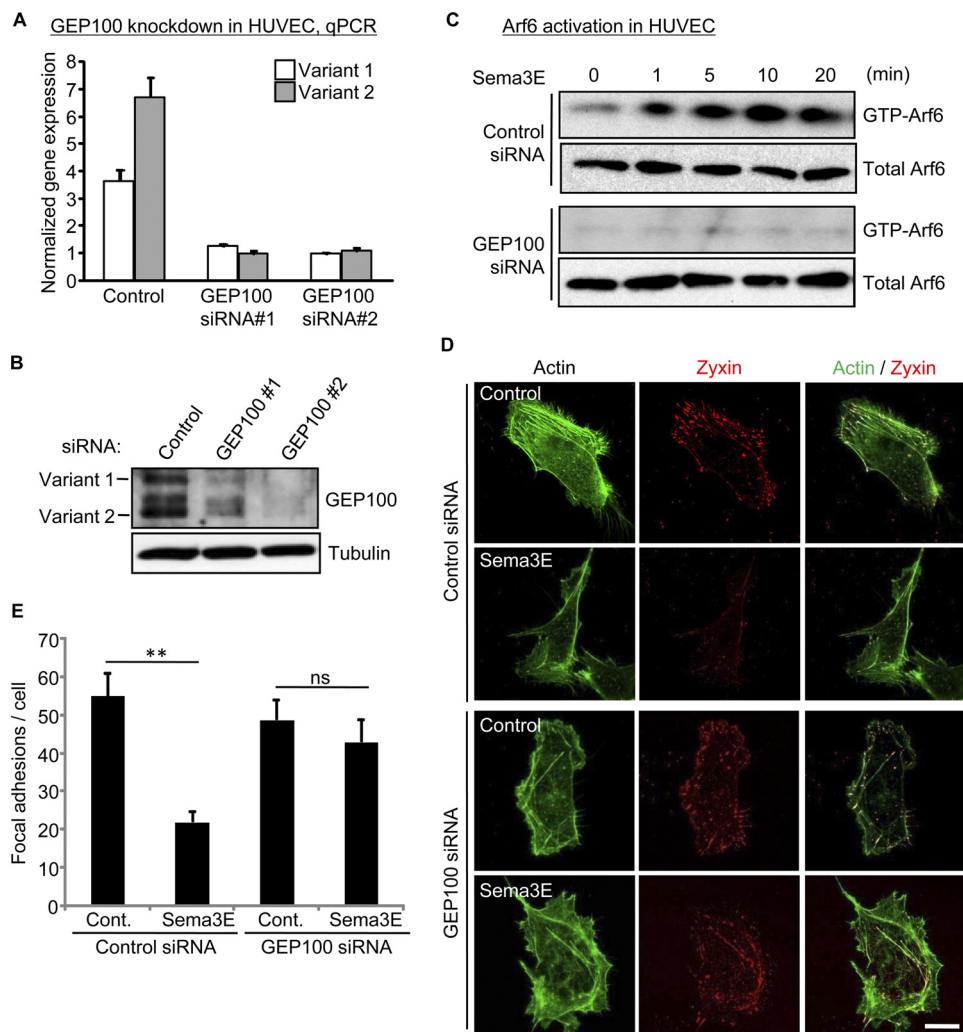 A
GEP100 knockdown in HUVEC, qPCR
Normalized gene expression
8
7
6
5
4
3
2
1
0
Variant 1
Variant 2
Control
GEP100 siRNA#1
GEP100 siRNA#2
B
siRNA:
Control
GEP100 #1
GEP100 #2
Variant 1
Variant 2
GEP100
Tubulin
C
Arf6 activation in HUVEC
Sema3E 0 1 5 10 20 (min)
Control siRNA
GTP-Arf6
Total Arf6
GEP100 siRNA
GTP-Arf6
Total Arf6
D
Actin Zyxin Actin / Zyxin
Control siRNA
Control
Sema3E
GEP100 siRNA
Control
Sema3E
E
Focal adhesions / cell
70
60
50
40
30
20
10
0
**
ns
Cont. Sema3E Cont. Sema3E
Control siRNA GEP100 siRNA